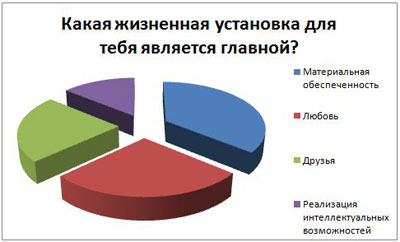 Какая жизненная установка для
тебя является главной?
Материальная
обеспеченность
Любовь
Друзья
Реализация
интеллектуальных
возможностей